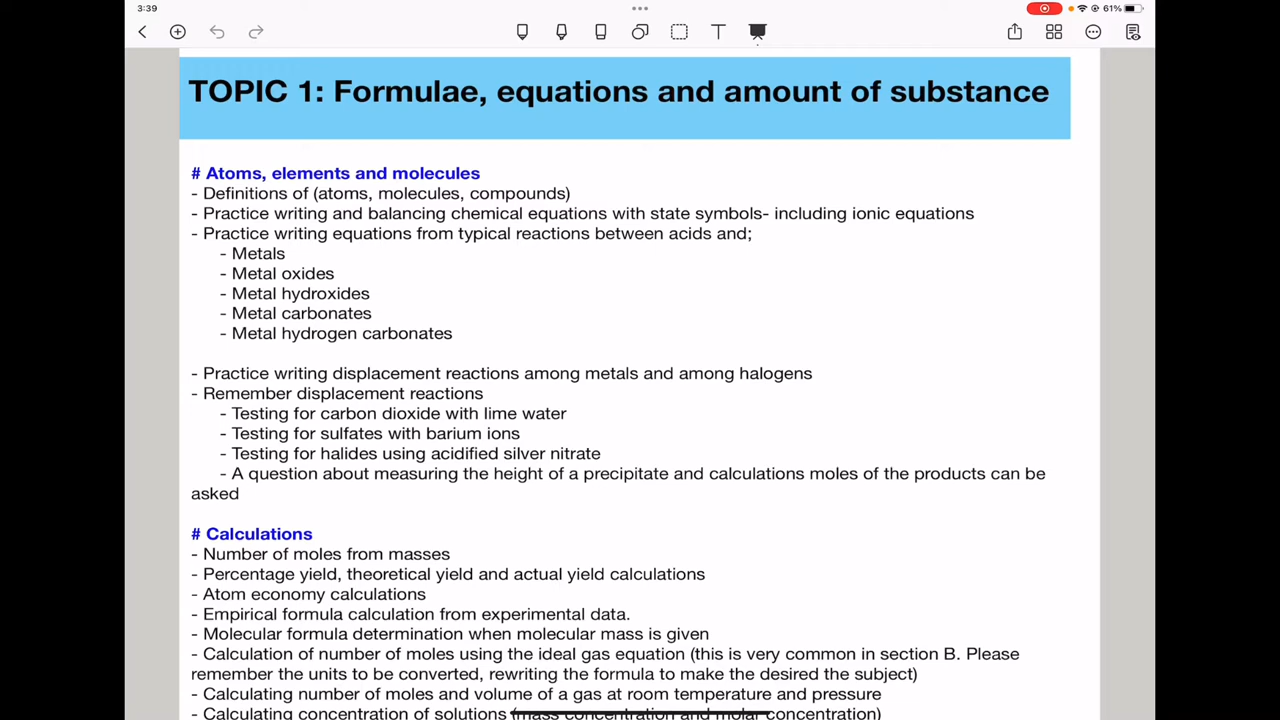 3:39
61%
TOPIC 1: Formulae, equations and amount of substance
# Atoms, elements and molecules
- Definitions of (atoms, molecules, compounds)
- Practice writing and balancing chemical equations with state symbols- including ionic equations
- Practice writing equations from typical reactions between acids and;
- Metals
- Metal oxides
- Metal hydroxides
- Metal carbonates
- Metal hydrogen carbonates
- Practice writing displacement reactions among metals and among halogens
- Remember displacement reactions
- Testing for carbon dioxide with lime water
- Testing for sulfates with barium ions
- Testing for halides using acidified silver nitrate
- A question about measuring the height of a precipitate and calculations moles of the products can be
asked
# Calculations
- Number of moles from masses
- Percentage yield, theoretical yield and actual yield calculations
- Atom economy calculations
- Empirical formula calculation from experimental data.
- Molecular formula determination when molecular mass is given
- Calculation of number of moles using the ideal gas equation (this is very common in section B. Please
remember the units to be converted, rewriting the formula to make the desired the subject)
- Calculating number of moles and volume of a gas at room temperature and pressure
- Calculating concentration of solutions (mass concentration and molar concentration)